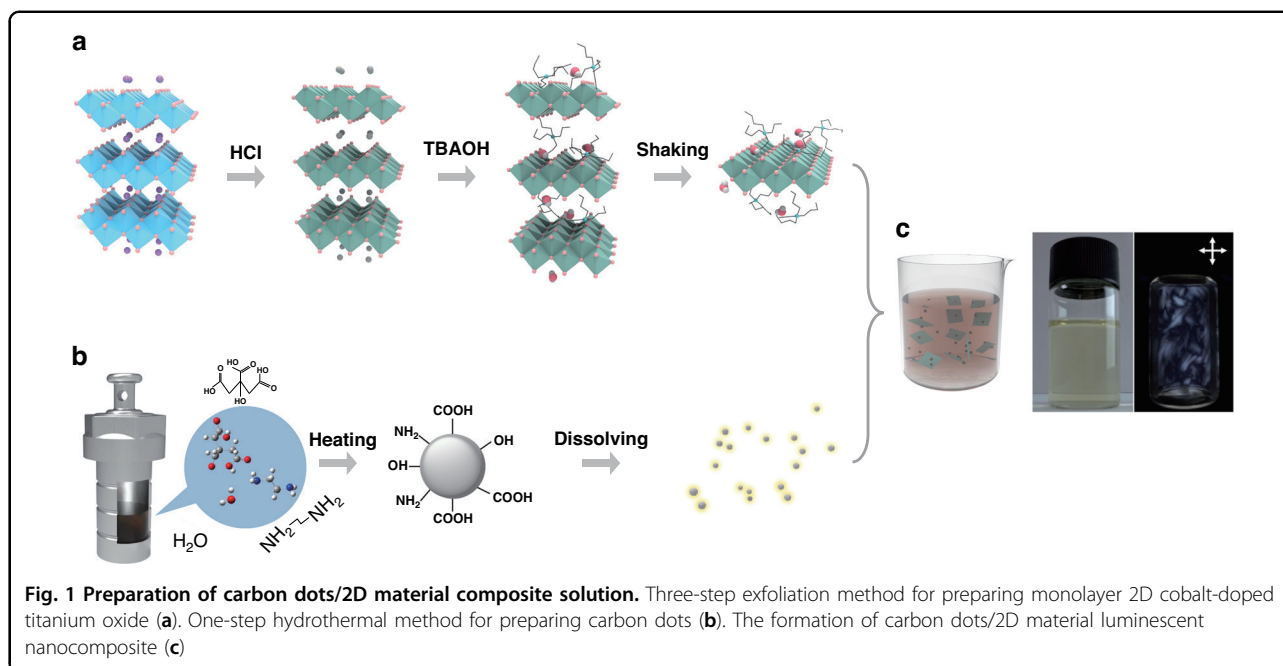 a
HCl
TBAOH
Shaking
c
b
HO
O
HO
O
O
HO
HO
H₂O
NH₂
NH₂
Heating
COOH
NH₂
OH
OH
NH₂
COOH
COOH
Dissolving
Fig. 1 Preparation of carbon dots/2D material composite solution. Three-step exfoliation method for preparing monolayer 2D cobalt-doped
titanium oxide (a). One-step hydrothermal method for preparing carbon dots (b). The formation of carbon dots/2D material luminescent
nanocomposite (c)